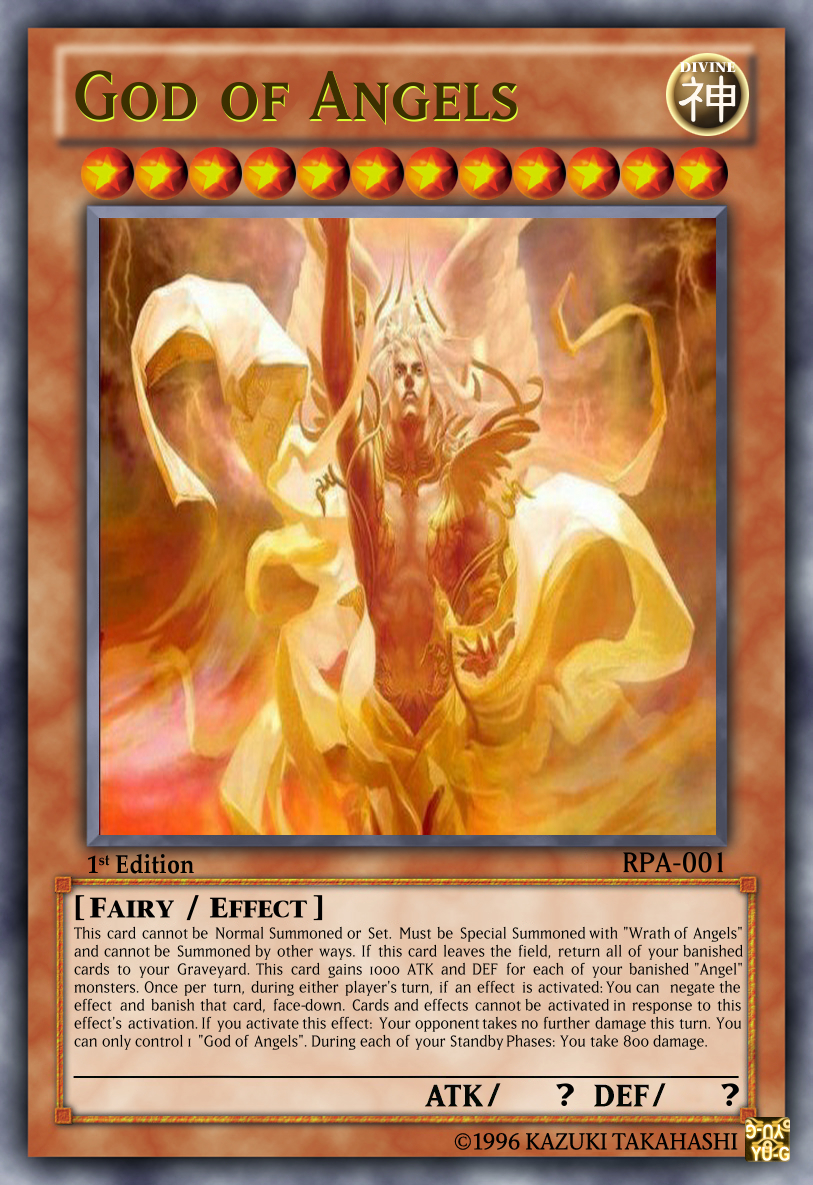 God of Angels
DIVINE
神
1st Edition
RPA-001
[ Fairy / Effect ]
This card cannot be Normal Summoned or Set. Must be Special Summoned with "Wrath of Angels"
and cannot be Summoned by other ways. If this card leaves the field, return all of your banished
cards to your Graveyard. This card gains 1000 ATK and DEF for each of your banished "Angel"
monsters. Once per turn, during either player's turn, if an effect is activated: You can negate the
effect and banish that card, face-down. Cards and effects cannot be activated in response to this
effect's activation. If you activate this effect: Your opponent takes no further damage this turn. You
can only control 1 "God of Angels". During each of your Standby Phases: You take 800 damage.
ATK/ ? DEF/ ?
©1996 KAZUKI TAKAHASHI
YU-G